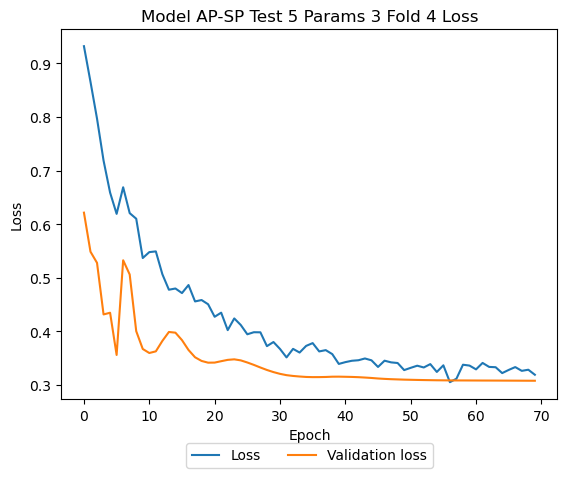 Model AP-SP Test 5 Params 3 Fold 4 Loss
0.9
0.8
0.7
0.6
0.5
0.4
0.3
Loss
0 10 20 30 40 50 60 70
Epoch
Loss Validation loss